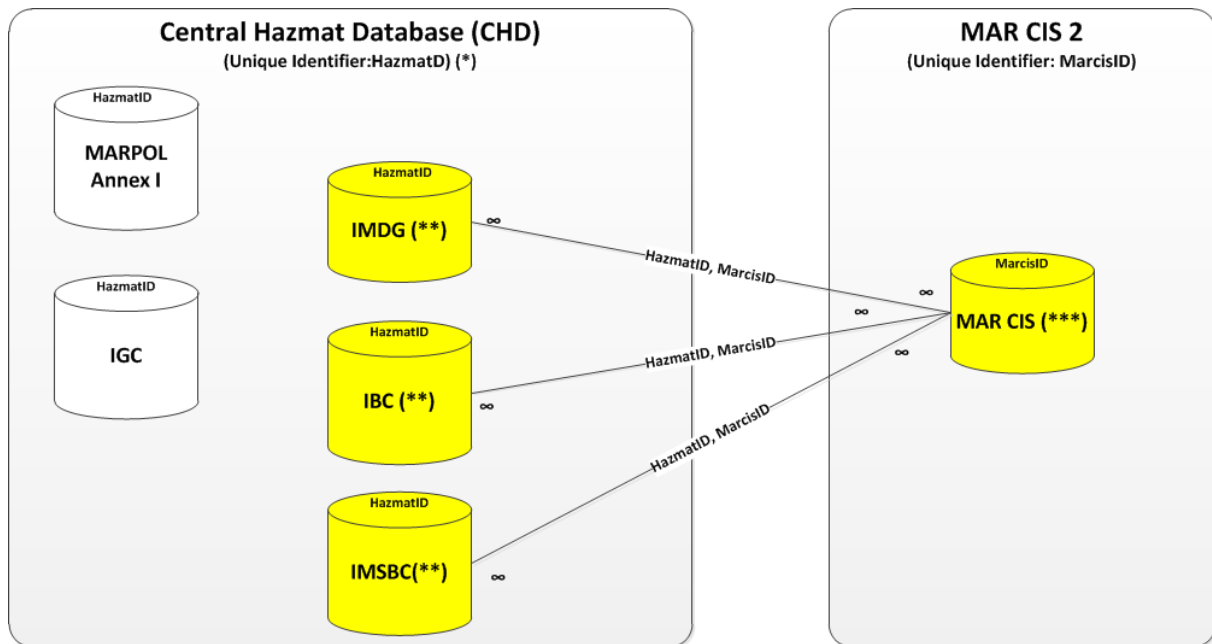 Central Hazmat Database (CHD)
(Unique Identifier:HazmatD) (*)
HazmatID
MARPOL
Annex I
HazmatID
IGC
HazmatID
IMDG (**)
∞
HazmatID
IBC (**)
∞
HazmatID
IMSBC(**)
∞
HazmatID, MarcisID
∞
HazmatID, MarcisID
∞
HazmatID, MarcisID
∞
MAR CIS 2
(Unique Identifier: MarcisID)
MarcisID
MAR CIS (***)